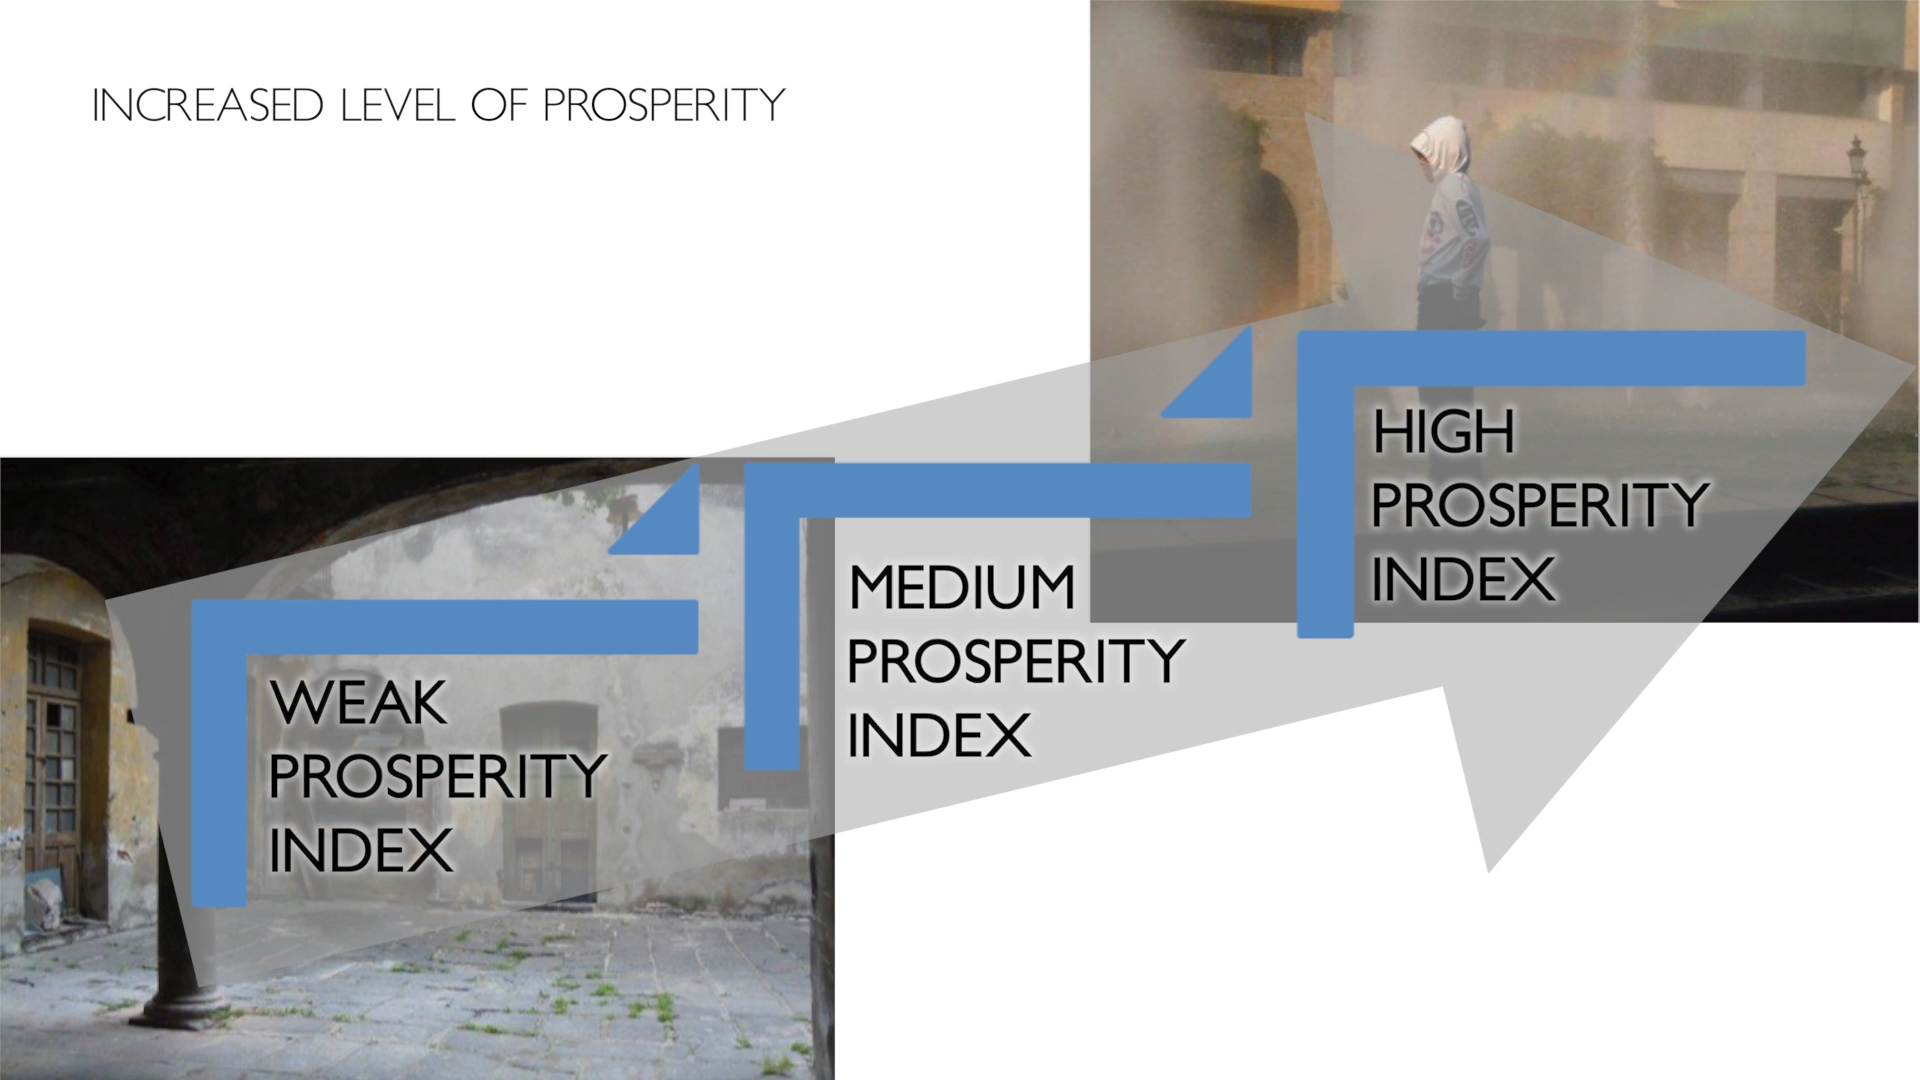 INCREASED LEVEL OF PROSPERITY
WEAK
PROSPERITY
INDEX
MEDIUM
PROSPERITY
INDEX
HIGH
PROSPERITY
INDEX